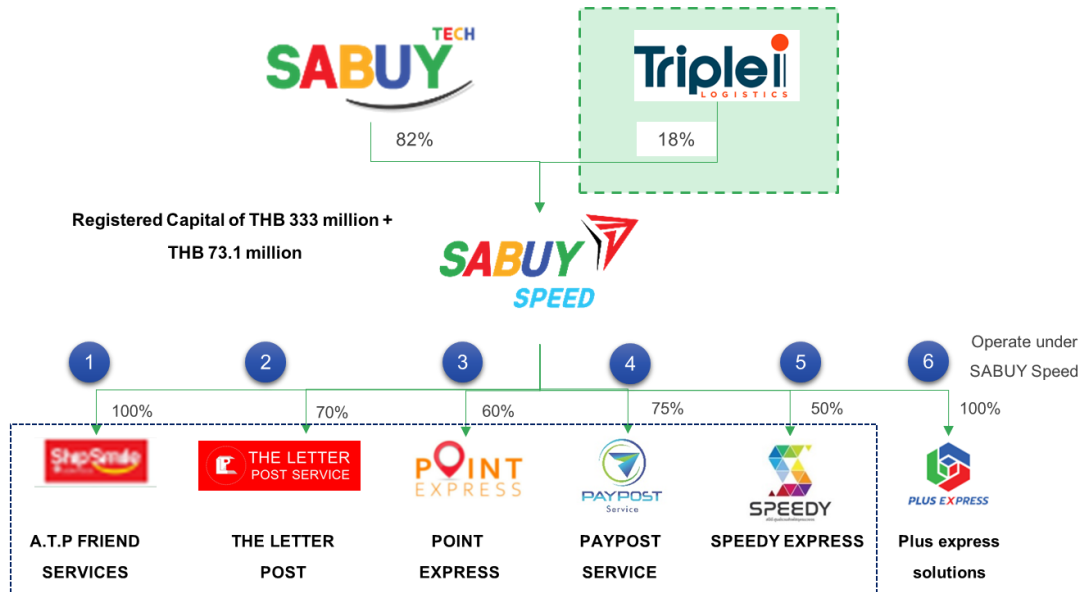 SABUY TECH
Triplei
LOGISTICS
82%
18%
Registered Capital of THB 333 million +
THB 73.1 million
SABUY
SPEED
1
2
3
4
5
6
Operate under
SABUY Speed
100%
70%
60%
75%
50%
100%
ShipSmile
THE LETTER
POST SERVICE
POINT
EXPRESS
PAYPOST
Service
SPEEDY
PLUS EXPRESS
A.T.P FRIEND
SERVICES
THE LETTER
POST
POINT
EXPRESS
PAYPOST
SERVICE
SPEEDY EXPRESS
Plus express
solutions